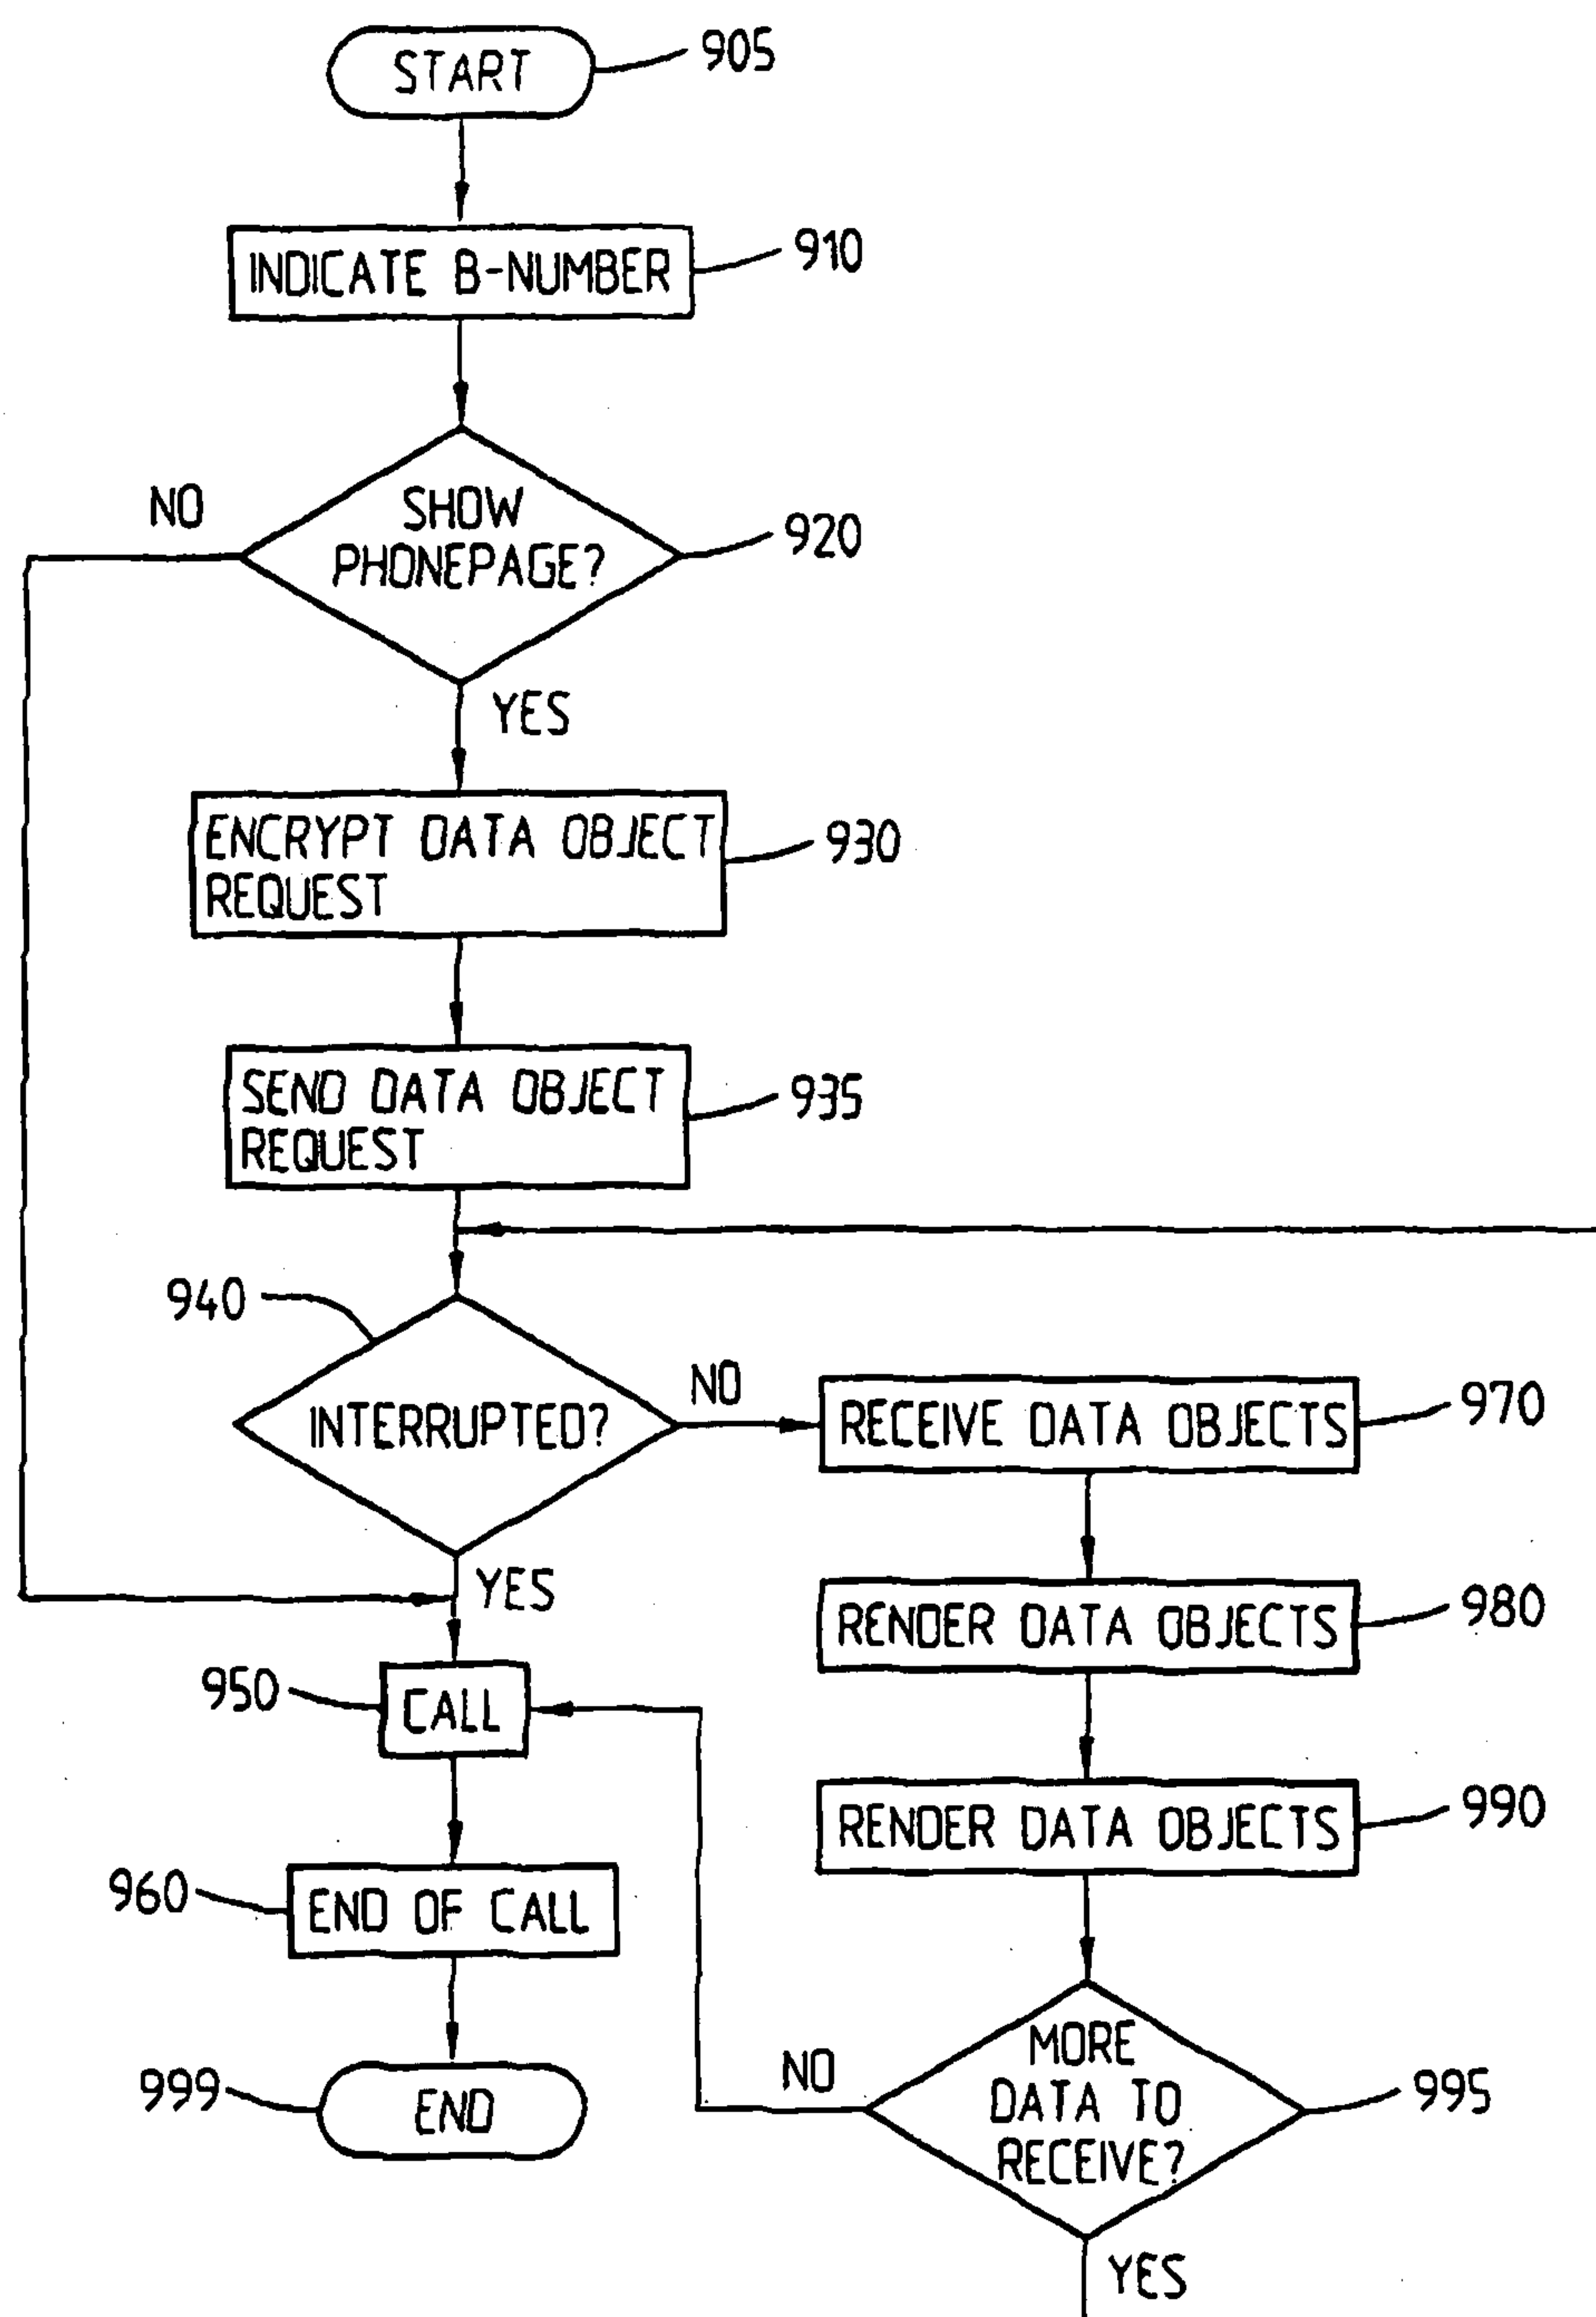 START
905
INDICATE B-NUMBER
910
SHOW
PHONEPAGE?
920
NO
YES
ENCRYPT DATA OBJECT
REQUEST
930
SEND DATA OBJECT
REQUEST
935
940
INTERRUPTED?
NO
YES
RECEIVE DATA OBJECTS
970
RENDER DATA OBJECTS
980
950
CALL
RENDER DATA OBJECTS
990
960
END OF CALL
999
END
NO
MORE
DATA TO
RECEIVE?
995
YES